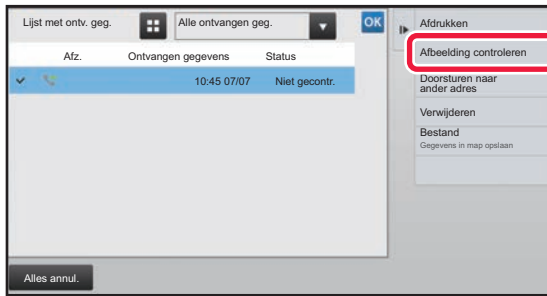 Lijst met ontv. geg.
Alle ontvangen geg.
OK
Afz.
Ontvangen gegevens
Status
10:45 07/07
Niet gecontr.
Alles annul.
Afdrukken
Afbeelding controleren
Doorsturen naar
ander adres
Verwijderen
Bestand
Gegevens in map opslaan